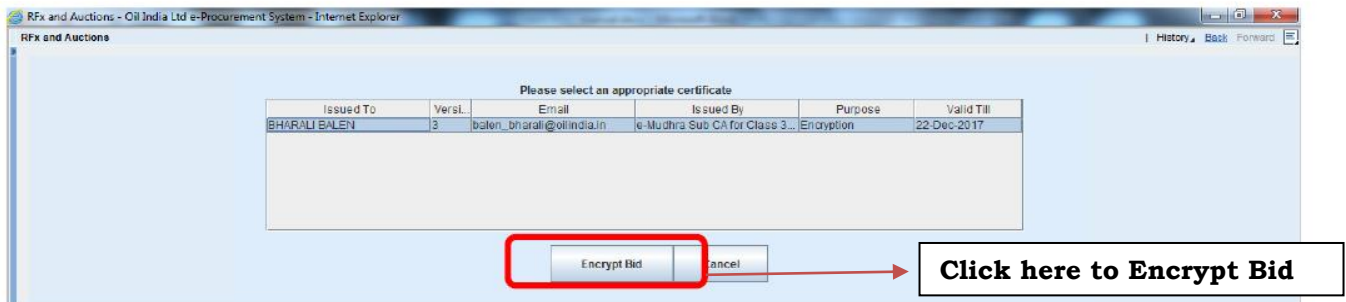 RFx and Auctions - Oil India Ltd e-Procurement System - Internet Explorer
RFx and Auctions | History Back Forward
Please select an appropriate certificate
Issued To Versi... Email Issued By Purpose Valid Till
BHARALI BALEN 3 balen_bharali@oilindia.in e-Mudhra Sub CA for Class 3... Encryption 22-Dec-2017
Encrypt Bid Cancel
Click here to Encrypt Bid